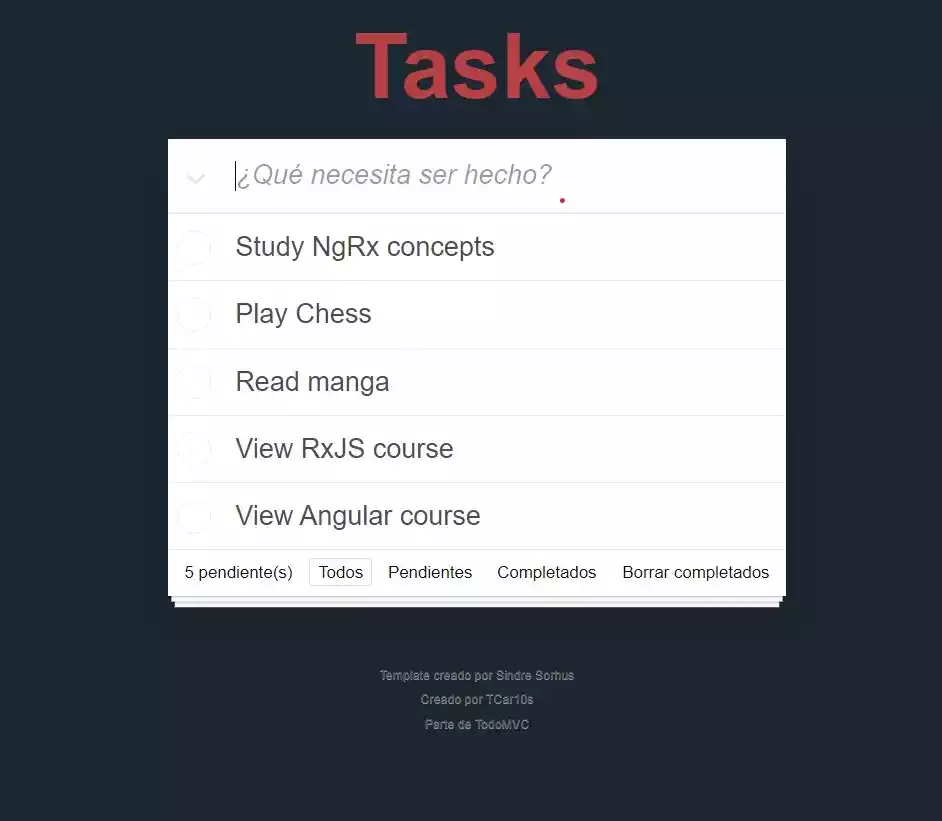 Tasks
¿Qué necesita ser hecho?
Study NgRx concepts
Play Chess
Read manga
View RxJS course
View Angular course
5 pendiente(s) Todos Pendientes Completados Borrar completados
Template creado por Sindre Sorhus
Creado por TCar10s
Parte de TodoMVC